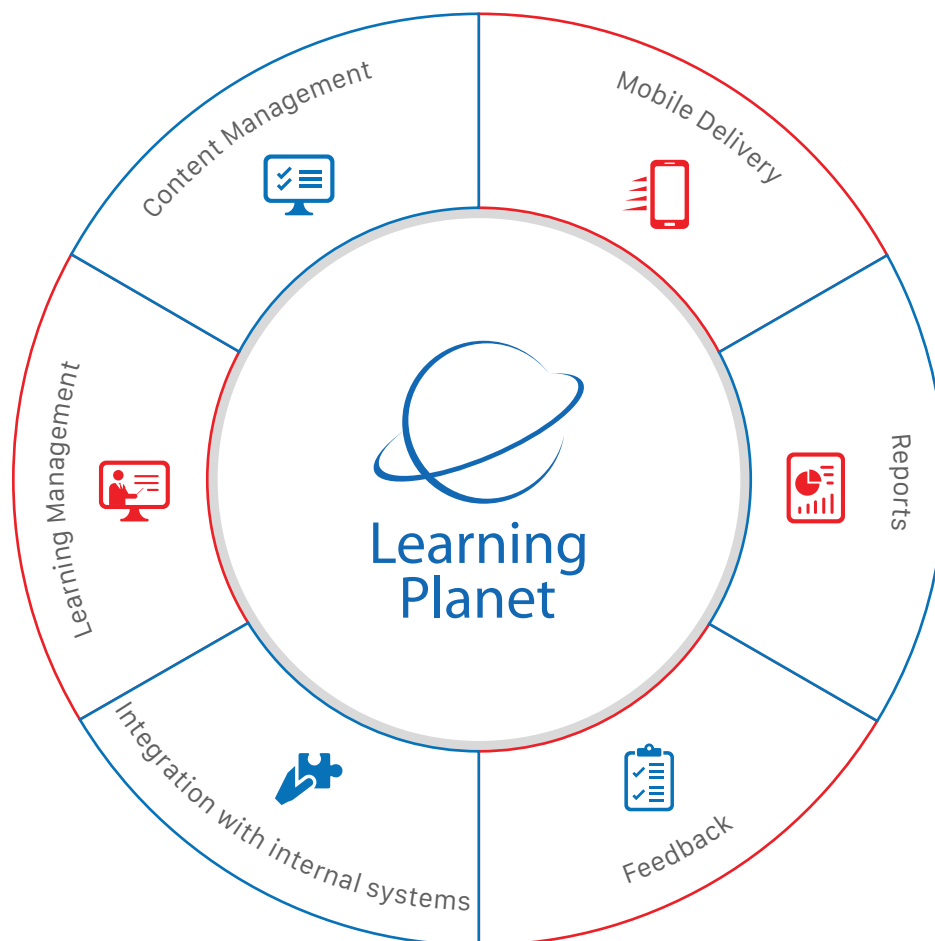 Content Management
Mobile Delivery
Learning Management
Reports
Learning
Planet
Integration with internal systems
Feedback